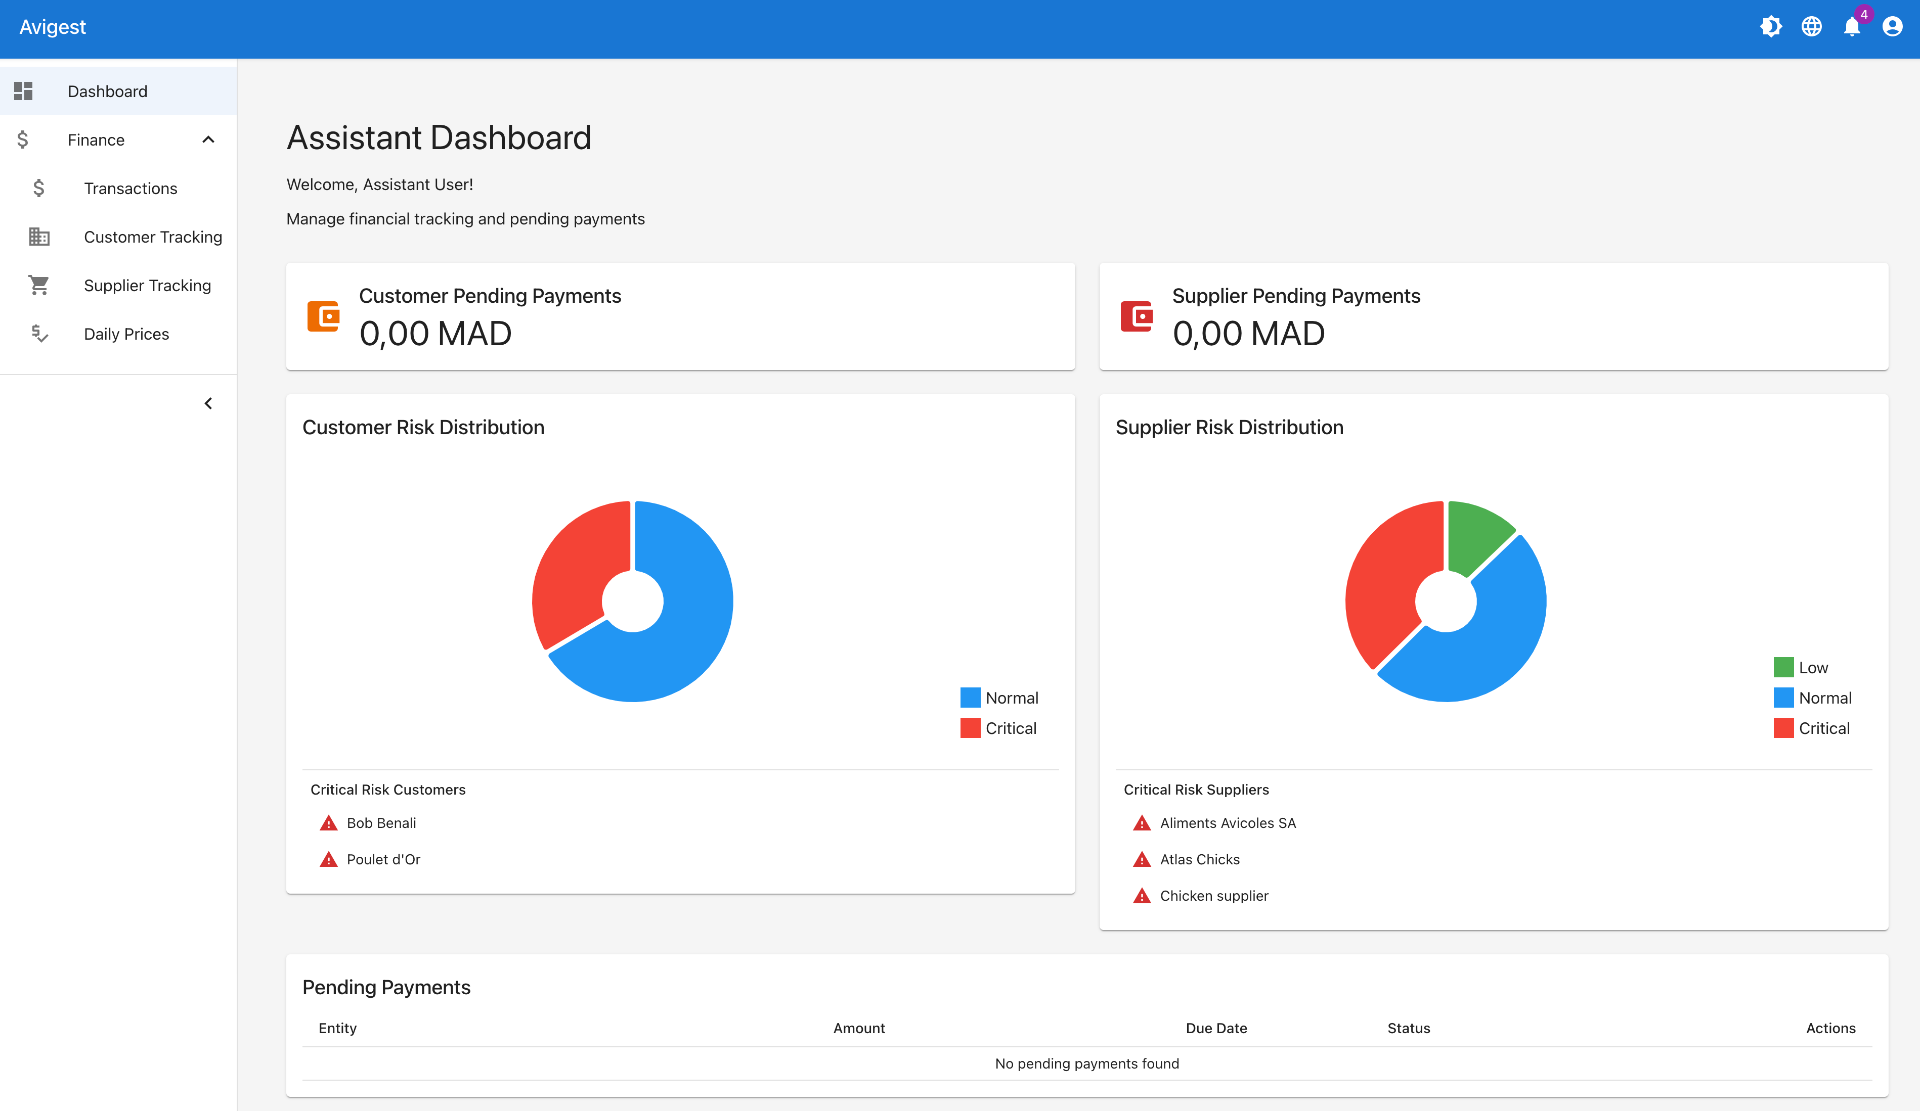 Avigest
4
Dashboard
Finance
Transactions
Customer Tracking
Supplier Tracking
Daily Prices
Assistant Dashboard
Welcome, Assistant User!
Manage financial tracking and pending payments
Customer Pending Payments
0,00 MAD
Supplier Pending Payments
0,00 MAD
Customer Risk Distribution
Normal
Critical
Critical Risk Customers
Bob Benali
Poulet d'Or
Supplier Risk Distribution
Low
Normal
Critical
Critical Risk Suppliers
Aliments Avicoles SA
Atlas Chicks
Chicken supplier
Pending Payments
Entity Amount Due Date Status Actions
No pending payments found